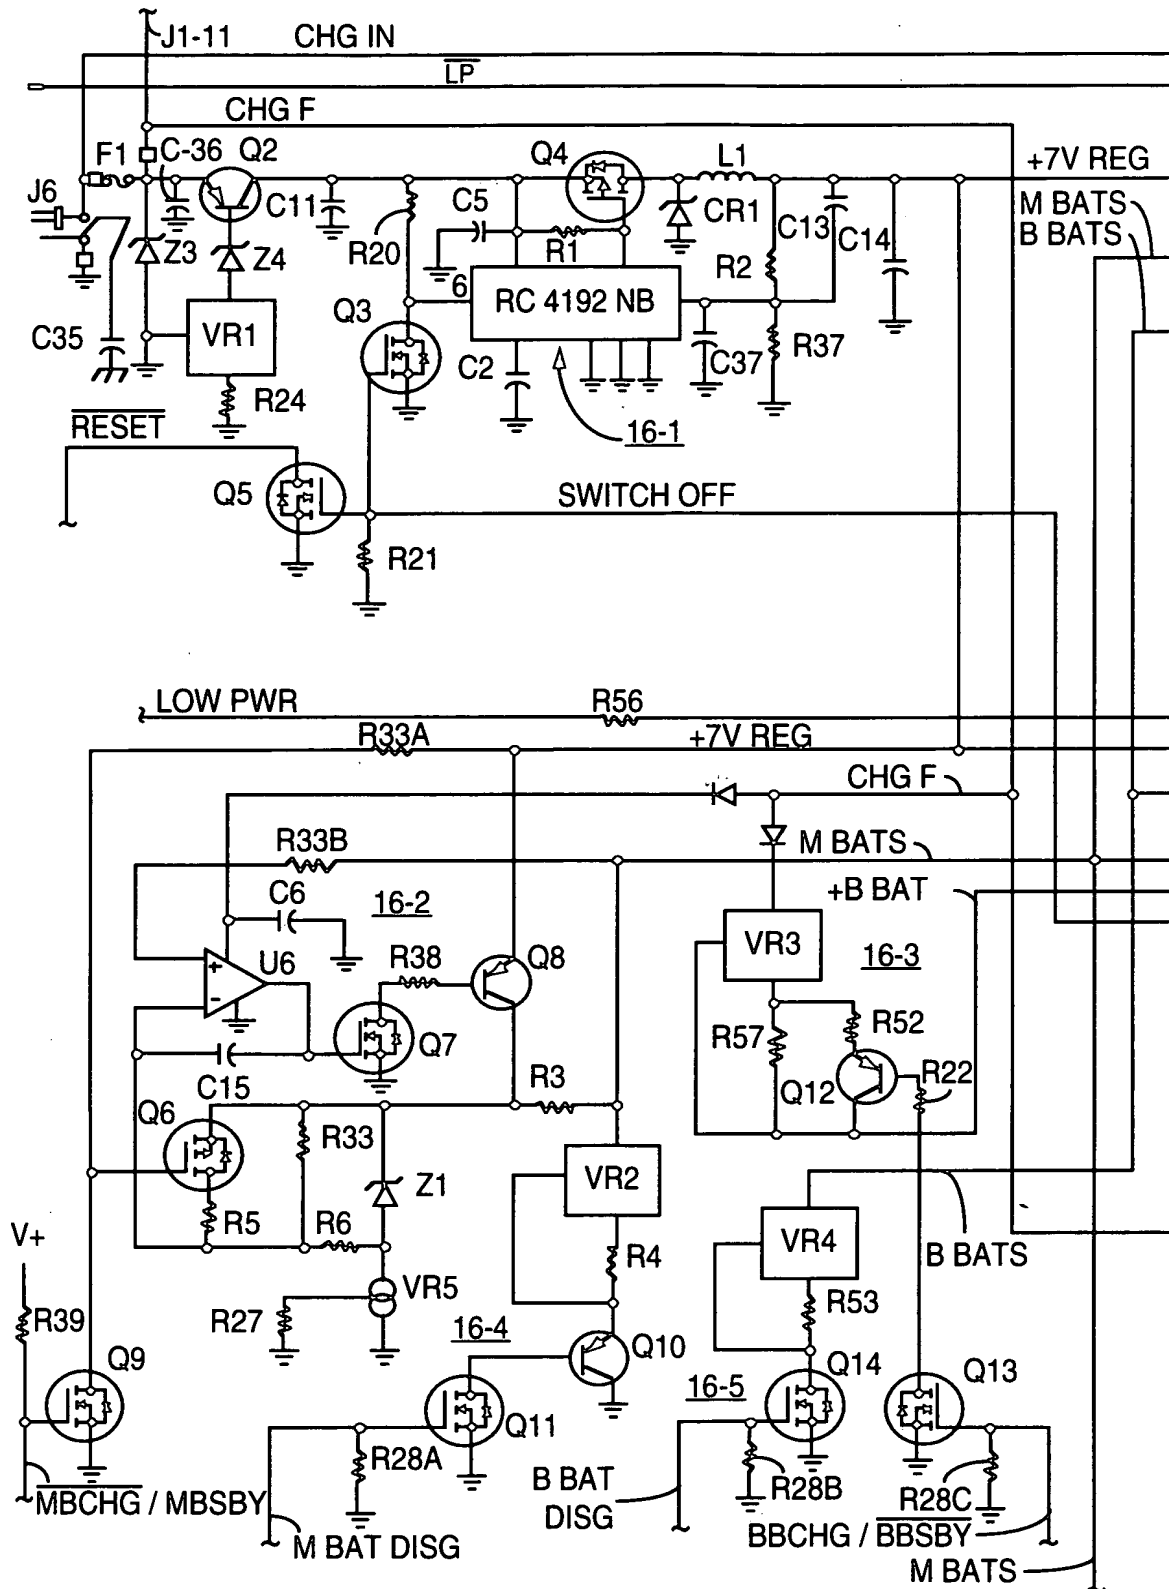 J1-11 CHG IN
LP
CHG F
F1 C-36 Q2 Q4 L1 +7V REG
J6 M BATS
C11 C5 CR1 C13 B BATS
Z3 Z4 R20 R1 R2 C14
6 RC 4192 NB
Q3
C35 VR1 C2 C37 R37
R24
RESET 16-1
Q5 SWITCH OFF
R21
LOW PWR R56
R33A +7V REG
CHG F
R33B M BATS
C6 16-2 +B BAT
U6 R38 Q8 VR3 16-3
+
-
Q7 R57 R52
C15 R3 Q12 R22
Q6
R33 VR2
Z1
R5 R6 VR4
V+ R4 B BATS
VR5 R53
R39 R27 16-4
Q9 Q10 Q14 Q13
16-5
Q11
R28A B BAT R28B R28C
MBCHG / MBSBY DISG
M BAT DISG BBCHG / BBSBY
M BATS